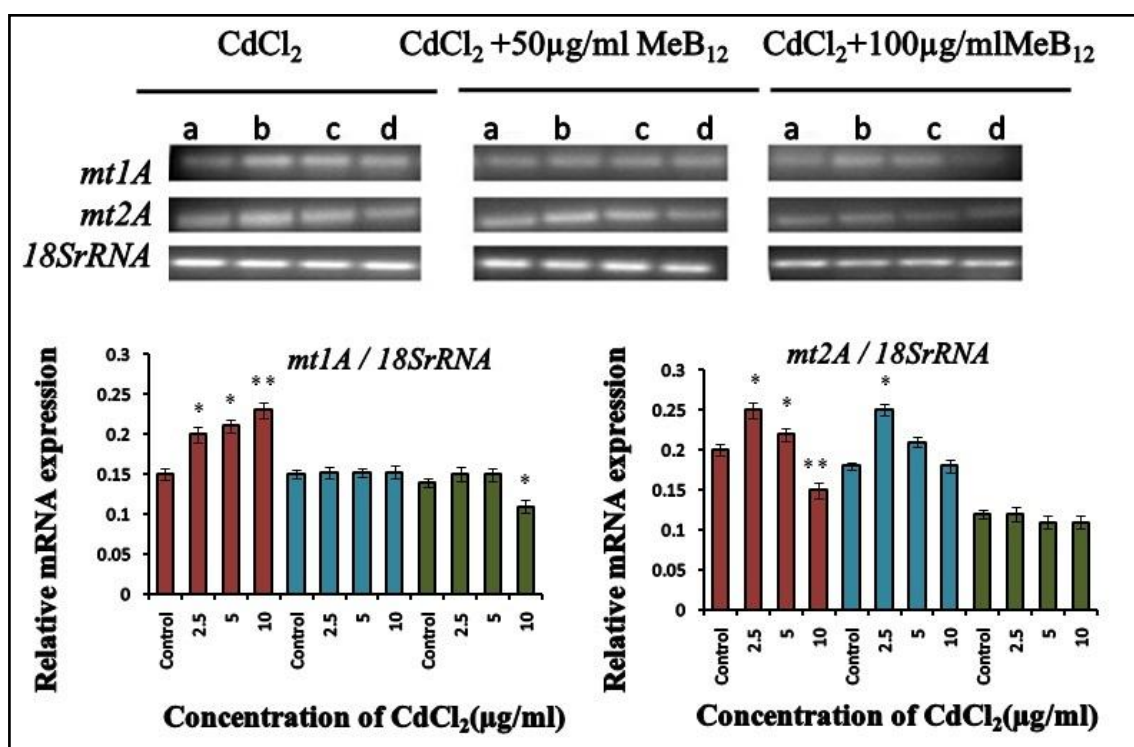 CdCl₂ CdCl₂ +50µg/ml MeB₁₂ CdCl₂+100µg/mlMeB₁₂
a b c d a b c d a b c d
mt1A
mt2A
18SrRNA
mt1A / 18SrRNA
Relative mRNA expression
0.3
0.25
0.2
0.15
0.1
0.05
0
* * ** *
Control 2.5 5 10 Control 2.5 5 10 Control 2.5 5 10
Concentration of CdCl₂(µg/ml)
mt2A / 18SrRNA
Relative mRNA expression
0.3
0.25
0.2
0.15
0.1
0.05
0
* * ** *
Control 2.5 5 10 Control 2.5 5 10 Control 2.5 5 10
Concentration of CdCl₂(µg/ml)